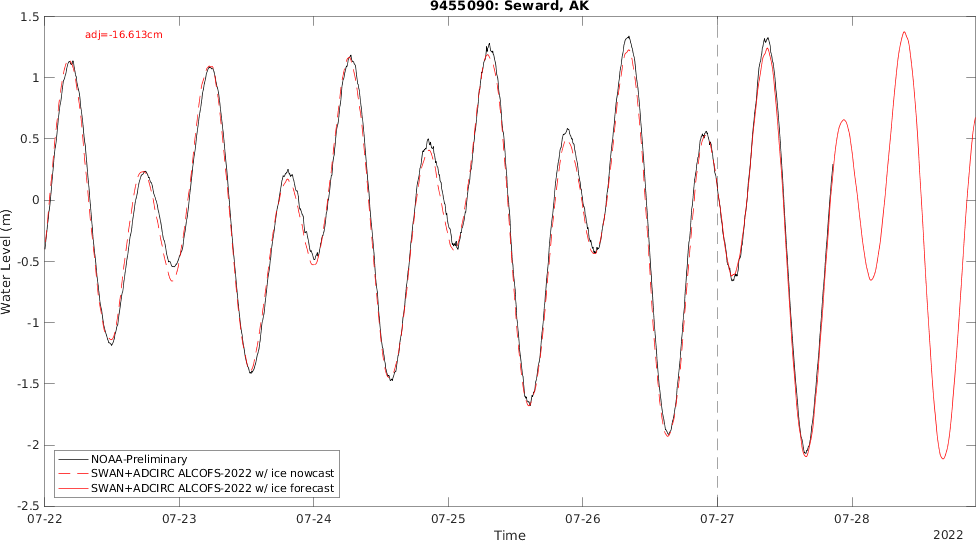 9455090: Seward, AK
adj=-16.613cm
1.5
1
0.5
0
-0.5
-1
-1.5
-2
-2.5
Water Level (m)
NOAA-Preliminary
SWAN+ADCIRC ALCOFS-2022 w/ ice nowcast
SWAN+ADCIRC ALCOFS-2022 w/ ice forecast
07-22 07-23 07-24 07-25 07-26 07-27 07-28
Time
2022